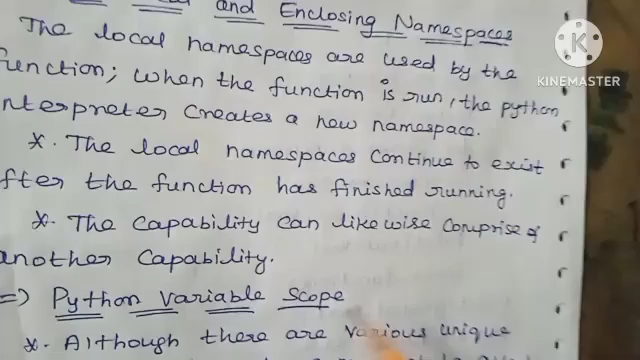 and Enclosing Namespaces
The local namespaces are used by the
function; when the function is run, the python
nterpreter creates a new namespace.
*. The local namespaces continue to exist
fter the function has finished running.
*. The capability can likewise comprise of
another capability.
=> Python variable scope
*. Although there are various unique
K
KINEMASTER